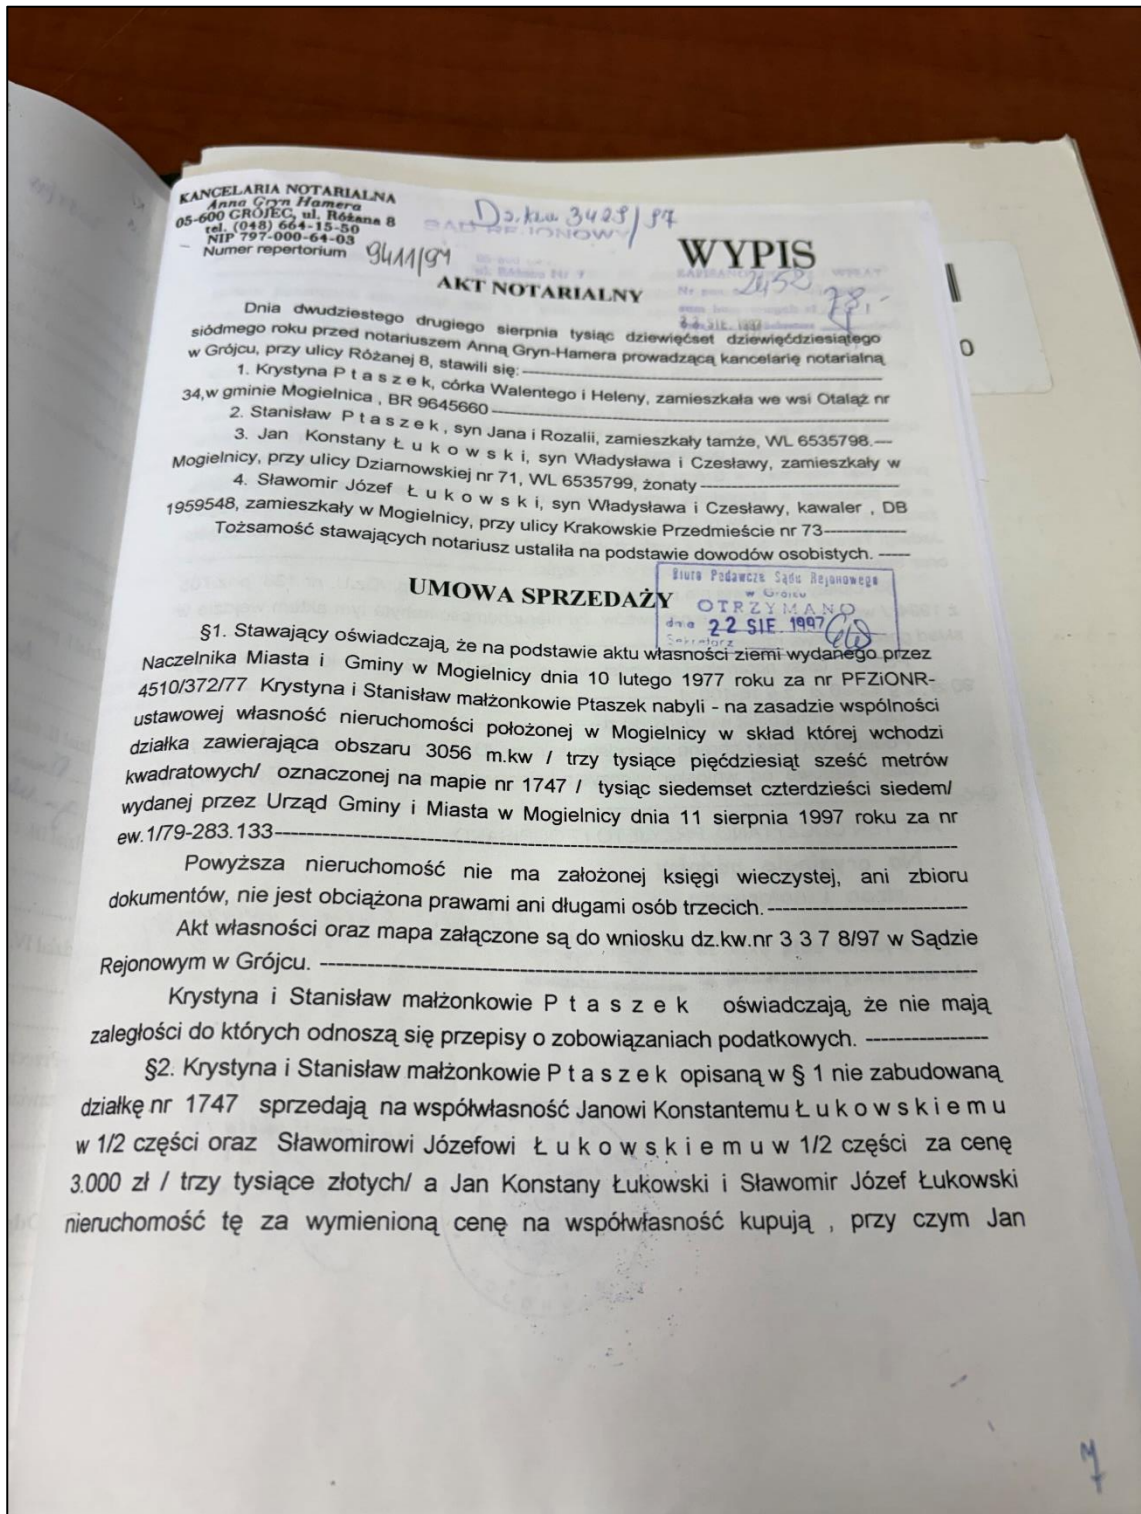 KANCELARIA NOTARIALNA
Anna Gryn Hamera
05-600 GRÓJEC, ul. Różana 8
tel. (048) 664-15-50
NIP 797-000-64-03
Numer repertorium 9411/97
Dz.kw 3429/97
SĄD REJONOWY
WYPIS
2452
78,-
22 SIE. 1997
AKT NOTARIALNY
Dnia dwudziestego drugiego sierpnia tysiąc dziewięćset dziewięćdziesiątego
siódmego roku przed notariuszem Anną Gryn-Hamera prowadzącą kancelarię notarialną
w Grójcu, przy ulicy Różanej 8, stawili się:
1. Krystyna P t a s z e k, córka Walentego i Heleny, zamieszkała we wsi Otaląż nr
34,w gminie Mogielnica , BR 9645660
2. Stanisław P t a s z e k , syn Jana i Rozalii, zamieszkały tamże, WL 6535798.—
3. Jan Konstany Ł u k o w s k i, syn Władysława i Czesławy, zamieszkały w
Mogielnicy, przy ulicy Dziarnowskiej nr 71, WL 6535799, żonaty
4. Sławomir Józef Ł u k o w s k i, syn Władysława i Czesławy, kawaler , DB
1959548, zamieszkały w Mogielnicy, przy ulicy Krakowskie Przedmieście nr 73
Tożsamość stawających notariusz ustaliła na podstawie dowodów osobistych.
Biuro Podawcze Sądu Rejonowego
w Grójcu
OTRZYMANO
dnia 22 SIE. 1997
Sekretarz
UMOWA SPRZEDAŻY
§1. Stawający oświadczają, że na podstawie aktu własności ziemi wydanego przez
Naczelnika Miasta i Gminy w Mogielnicy dnia 10 lutego 1977 roku za nr PFZiONR-
4510/372/77 Krystyna i Stanisław małżonkowie Ptaszek nabyli - na zasadzie wspólności
ustawowej własność nieruchomości położonej w Mogielnicy w skład której wchodzi
działka zawierająca obszaru 3056 m.kw / trzy tysiące pięćdziesiąt sześć metrów
kwadratowych/ oznaczonej na mapie nr 1747 / tysiąc siedemset czterdzieści siedem/
wydanej przez Urząd Gminy i Miasta w Mogielnicy dnia 11 sierpnia 1997 roku za nr
ew.1/79-283.133
Powyższa nieruchomość nie ma założonej księgi wieczystej, ani zbioru
dokumentów, nie jest obciążona prawami ani długami osób trzecich.
Akt własności oraz mapa załączone są do wniosku dz.kw.nr 3 3 7 8/97 w Sądzie
Rejonowym w Grójcu.
Krystyna i Stanisław małżonkowie P t a s z e k oświadczają, że nie mają
zaległości do których odnoszą się przepisy o zobowiązaniach podatkowych.
§2. Krystyna i Stanisław małżonkowie P t a s z e k opisaną w § 1 nie zabudowaną
działkę nr 1747 sprzedają na współwłasność Janowi Konstantemu Ł u k o w s k i e m u
w 1/2 części oraz Sławomirowi Józefowi Ł u k o w s k i e m u w 1/2 części za cenę
3.000 zł / trzy tysiące złotych/ a Jan Konstany Łukowski i Sławomir Józef Łukowski
nieruchomość tę za wymienioną cenę na współwłasność kupują , przy czym Jan